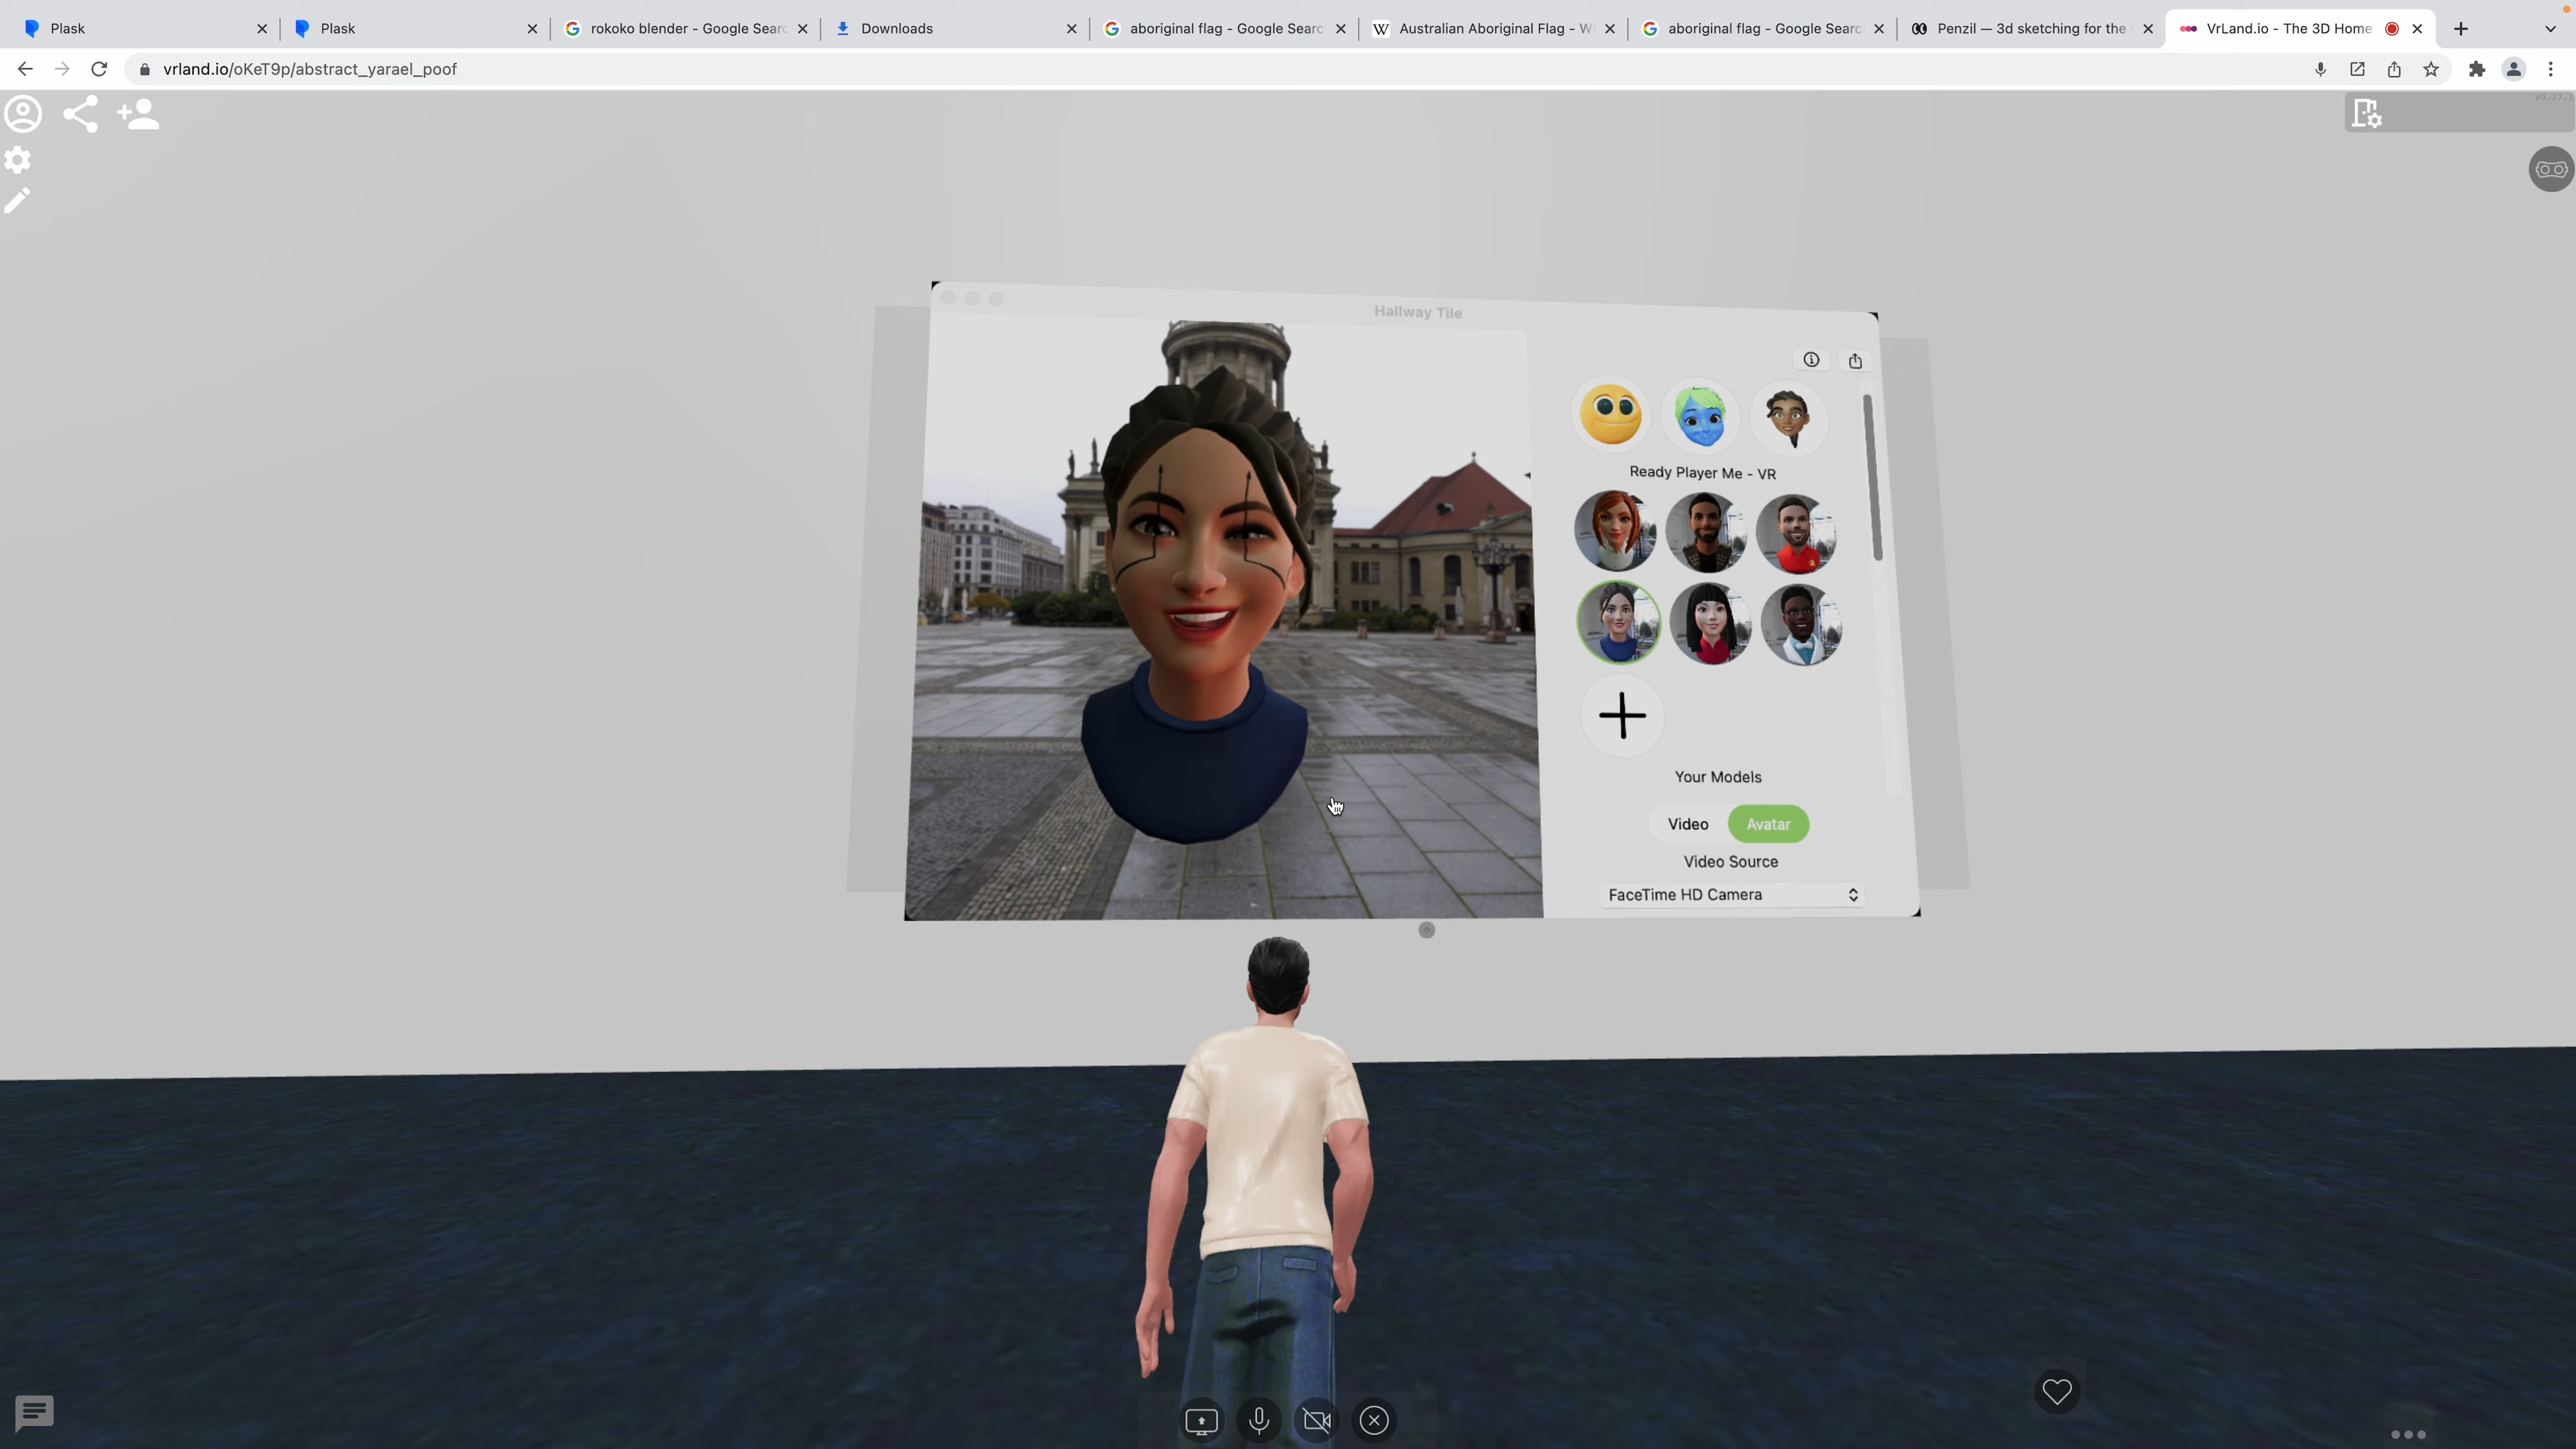 Plask
Plask
rokoko blender - Google Searc
Downloads
aboriginal flag - Google Searc
Australian Aboriginal Flag - W
aboriginal flag - Google Searc
Penzil — 3d sketching for the
VrLand.io - The 3D Home
vrland.io/oKeT9p/abstract_yarael_poof
Hallway Tile
Ready Player Me - VR
Your Models
Video
Avatar
Video Source
FaceTime HD Camera